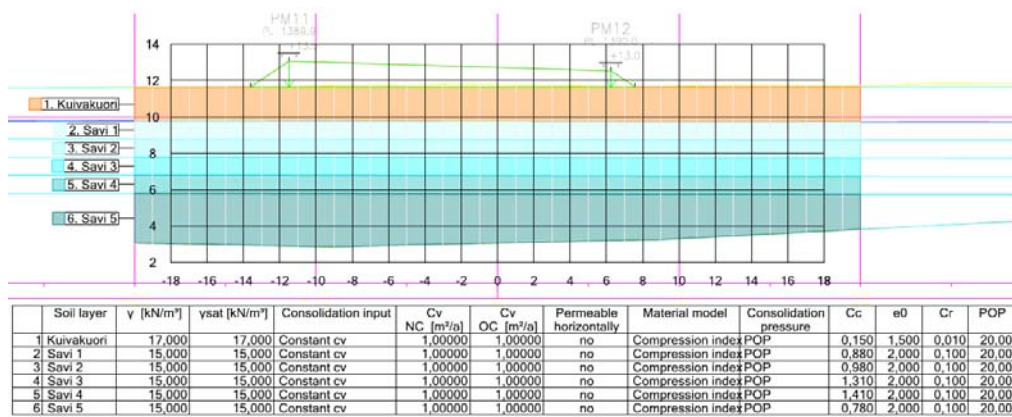 PM11
PM12
+13.0
14
12
10
8
6
4
2
1. Kuivakuori
2. Savi 1
3. Savi 2
4. Savi 3
5. Savi 4
6. Savi 5
-18 -16 -14 -12 -10 -8 -6 -4 -2 0 2 4 6 8 10 12 14 16 18
Soil layer γ [kN/m³] γsat [kN/m³] Consolidation input Cv NC [m²/a] Cv OC [m²/a] Permeable horizontally Material model Consolidation pressure Cc e0 Cr POP
1 Kuivakuori 17,000 17,000 Constant cv 1,00000 1,00000 no Compression index POP 0,150 1,500 0,010 20,00
2 Savi 1 15,000 15,000 Constant cv 1,00000 1,00000 no Compression index POP 0,880 2,000 0,100 20,00
3 Savi 2 15,000 15,000 Constant cv 1,00000 1,00000 no Compression index POP 0,980 2,000 0,100 20,00
4 Savi 3 15,000 15,000 Constant cv 1,00000 1,00000 no Compression index POP 1,310 2,000 0,100 20,00
5 Savi 4 15,000 15,000 Constant cv 1,00000 1,00000 no Compression index POP 1,410 2,000 0,100 20,00
6 Savi 5 15,000 15,000 Constant cv 1,00000 1,00000 no Compression index POP 0,780 2,000 0,100 20,00